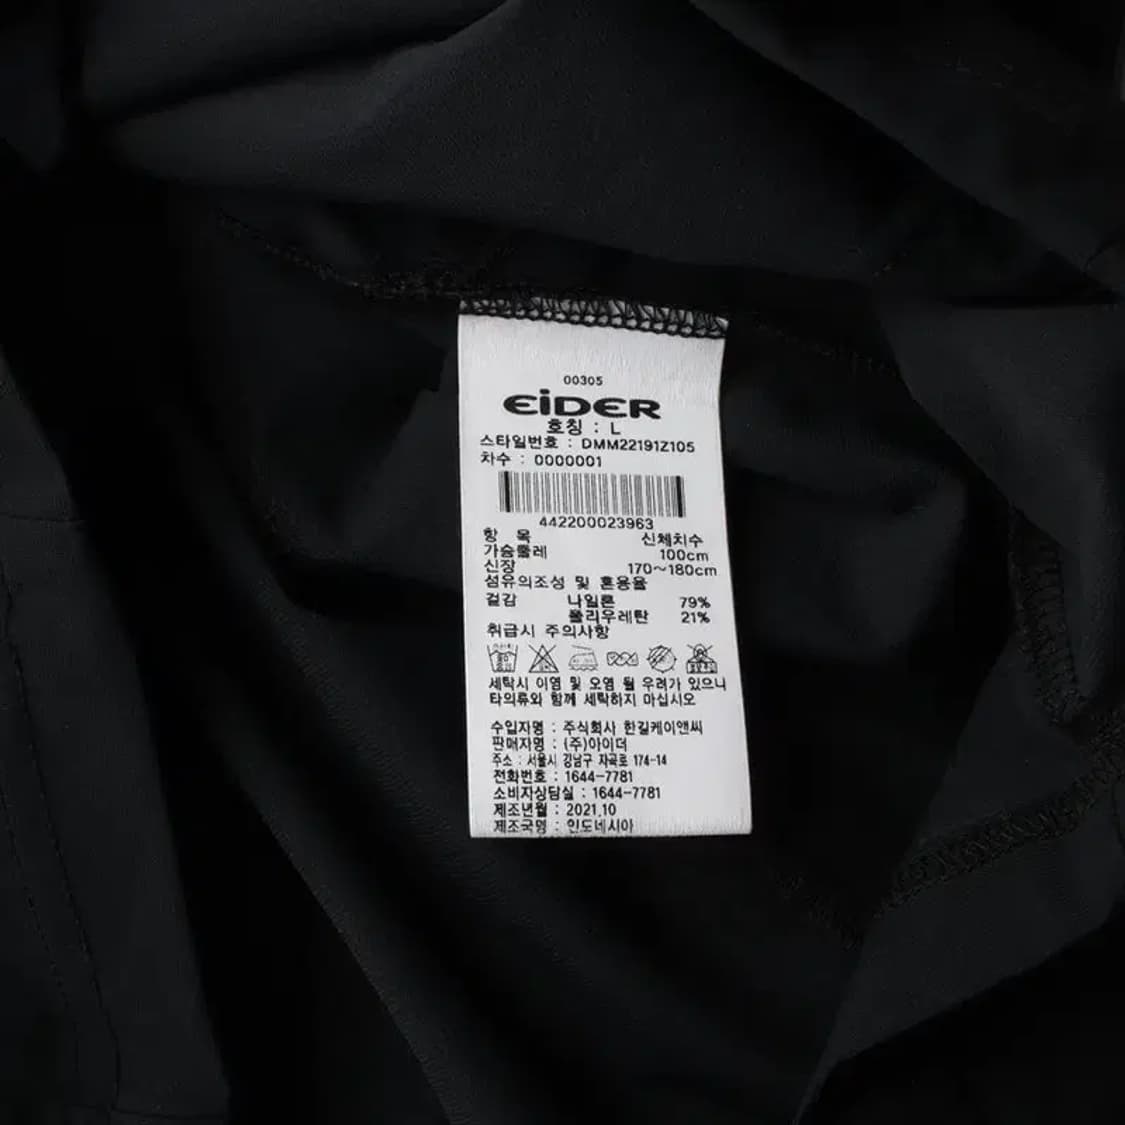 00305
EiDER
호칭 : L
스타일번호 : DMM22191Z105
차수 : 0000001
442200023963
항 목 신체치수
가슴둘레 100cm
신장 170~180cm
섬유의조성 및 혼용율
겉감 나일론 79%
폴리우레탄 21%
취급시 주의사항
세탁시 이염 및 오염 될 우려가 있으니
타의류와 함께 세탁하지 마십시오
수입자명 : 주식회사 한길케이앤씨
판매자명 : (주)아이더
주소 : 서울시 강남구 자곡로 174-14
전화번호 : 1644-7781
소비자상담실 : 1644-7781
제조년월 : 2021.10
제조국명 : 인도네시아